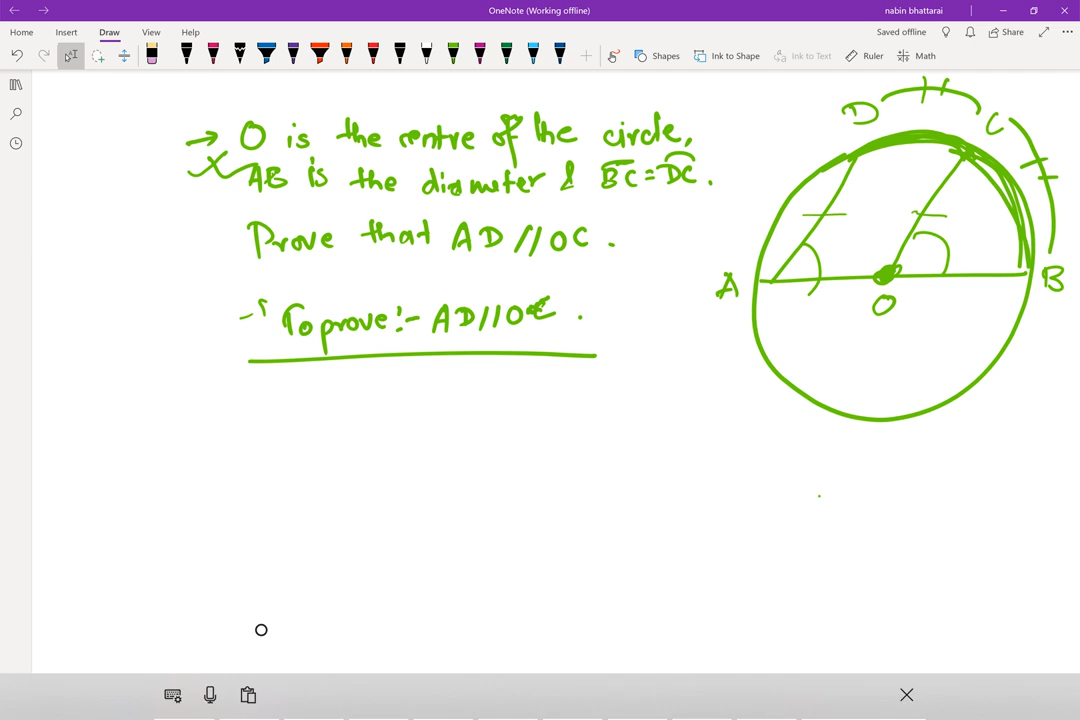 OneNote (Working offline)
nabin bhattarai
Home Insert Draw View Help
Saved offline
Share
Shapes
Ink to Shape
Ink to Text
Ruler
Math
→ O is the centre of the circle,
AB is the diameter & BC = DC.
Prove that AD//OC.
To prove:- AD//OC.
D
C
A
B
O